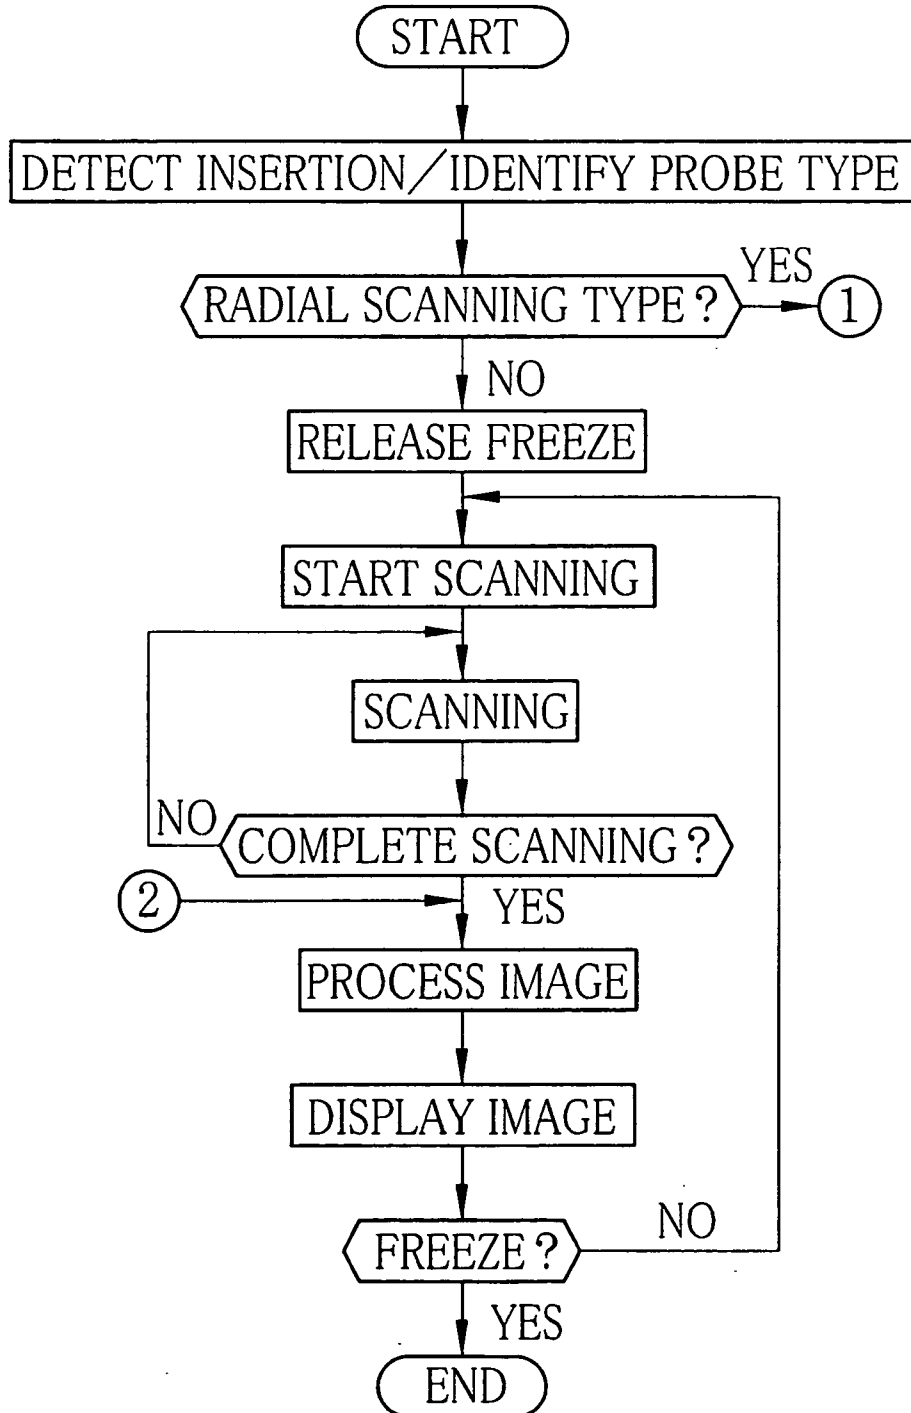 START
DETECT INSERTION/IDENTIFY PROBE TYPE
YES
RADIAL SCANNING TYPE?
1
NO
RELEASE FREEZE
START SCANNING
SCANNING
NO
COMPLETE SCANNING?
2
YES
PROCESS IMAGE
DISPLAY IMAGE
NO
FREEZE?
YES
END